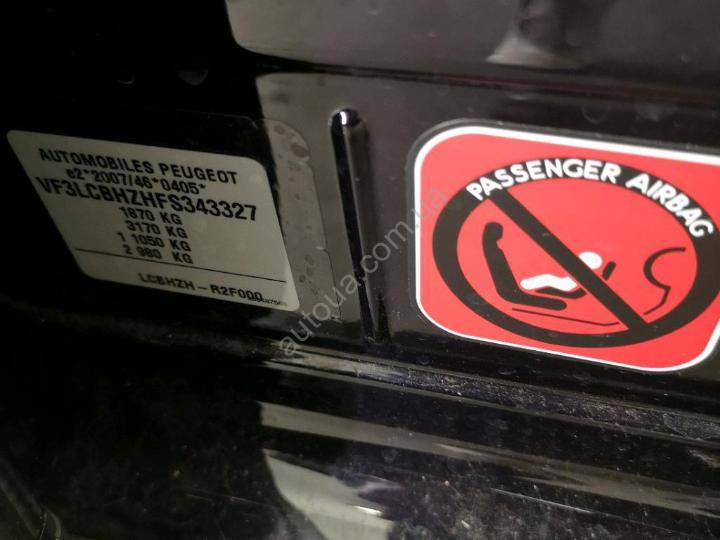 AUTOMOBILES PEUGEOT
e2*2007/46*0405*
VF3LCBHZHFS343327
1870 KG
3170 KG
1 1050 KG
2 980 KG
LCBHZH - R2F000
PASSENGER AIRBAG
autoua.com.ua